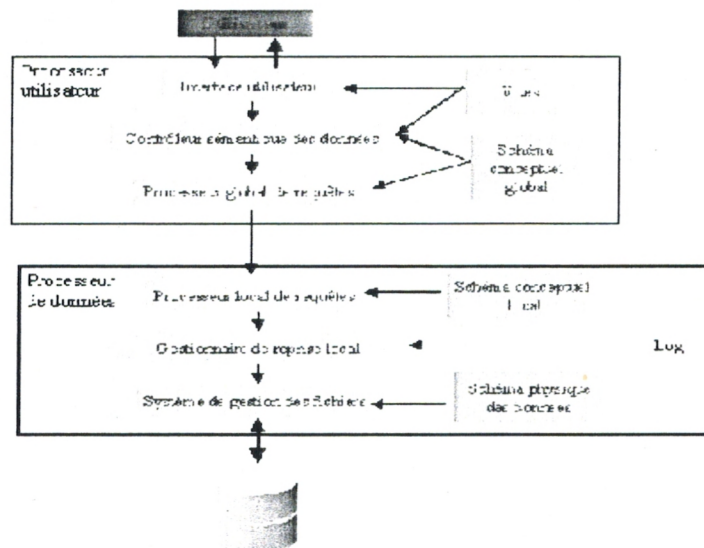 Processeur
utilisateur
Interface utilisateur
Vues
Contrôleur sémantique des données
Schéma
conceptuel
global
Processeur global de requêtes
Processeur
de données
Processeur local de requêtes
Schéma conceptuel
local
Gestionnaire de reprise local
Log
Système de gestion des fichiers
Schéma physique
des données